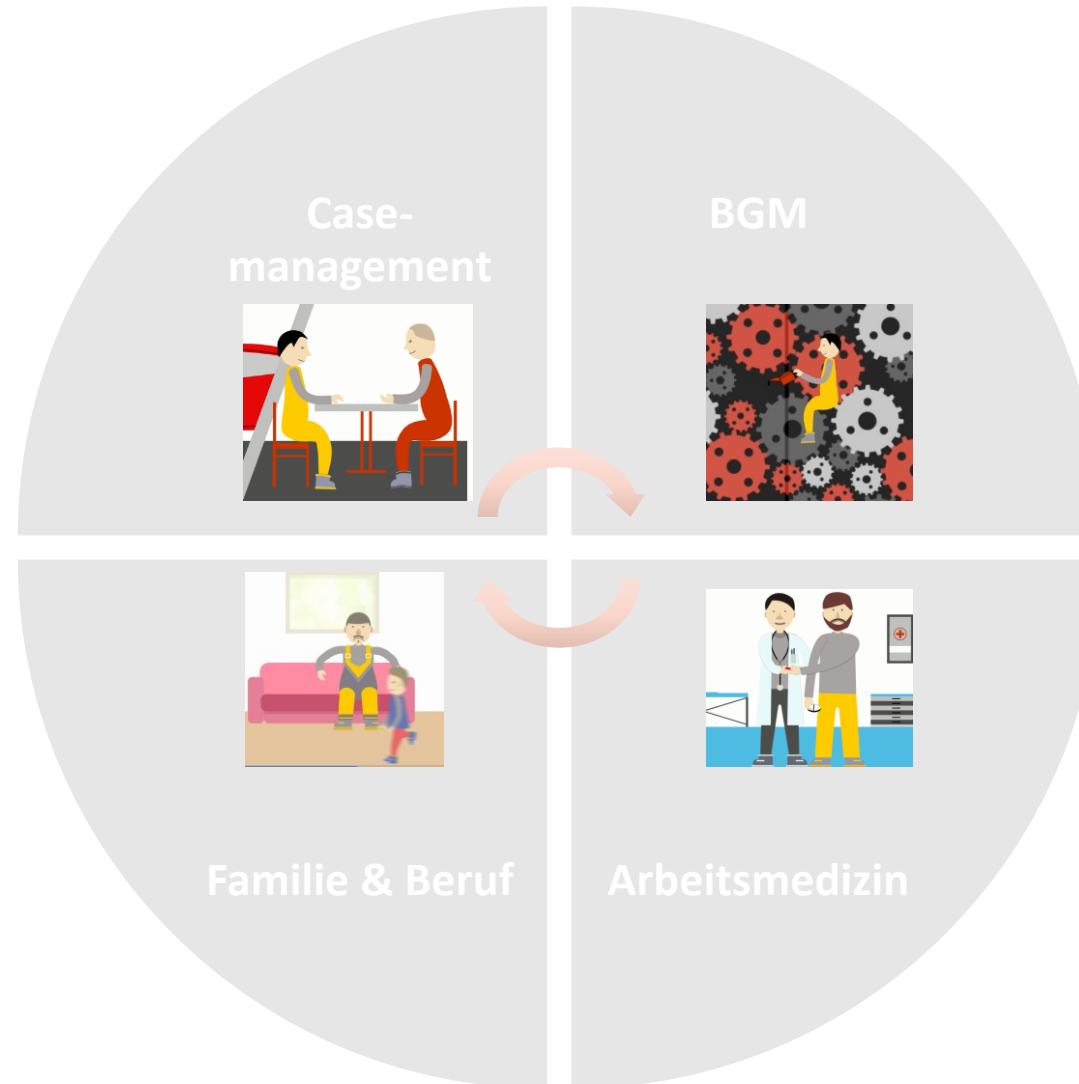 Case-
management
BGM
Familie & Beruf
Arbeitsmedizin